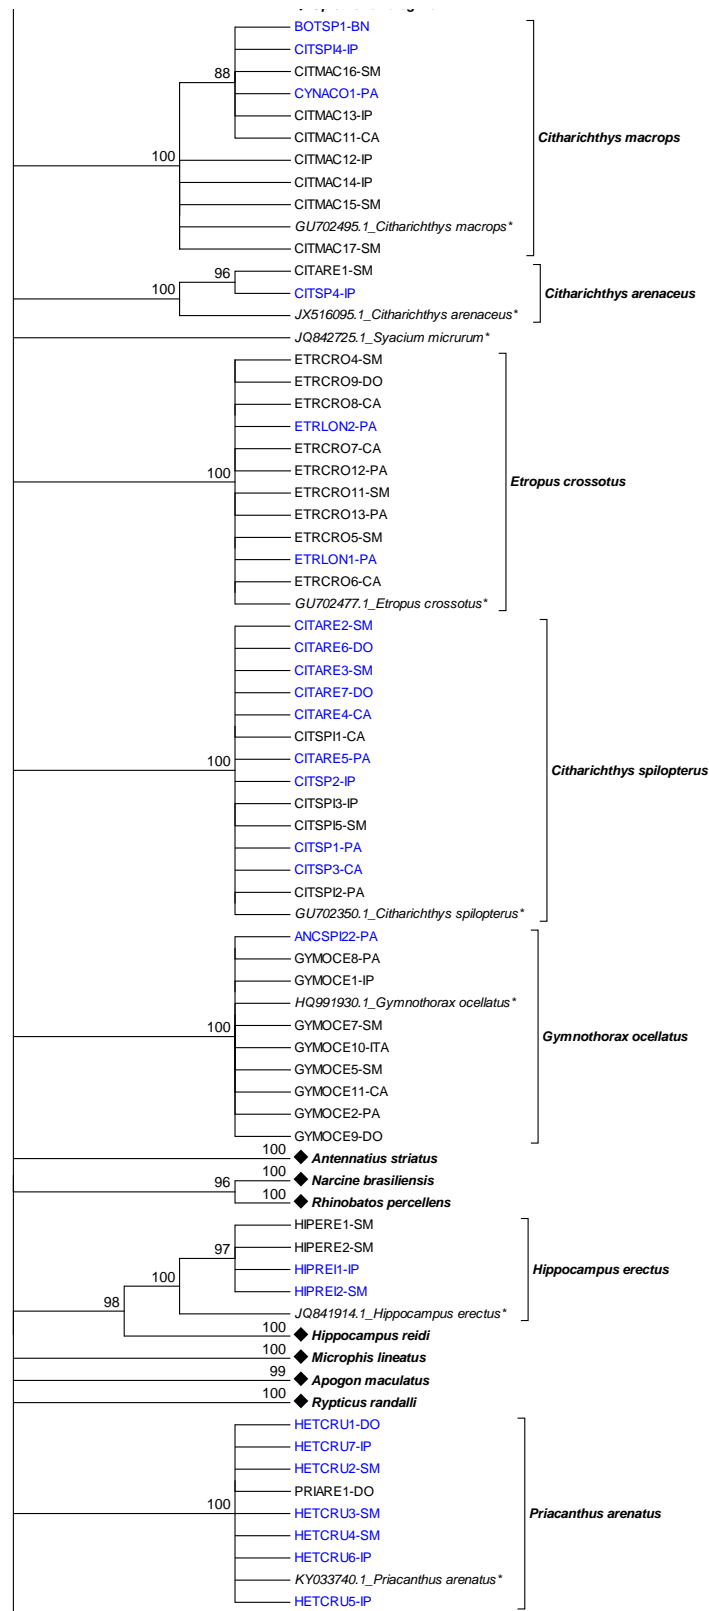 BOTSP1-BN
CITSPI4-IP
88
CITMAC16-SM
CYNACO1-PA
CITMAC13-IP
Citharichthys macrops
CITMAC11-CA
100
CITMAC12-IP
CITMAC14-IP
CITMAC15-SM
GU702495.1_Citharichthys macrops*
CITMAC17-SM
96
CITARE1-SM
100
CITSP4-IP
Citharichthys arenaceus
JX516095.1_Citharichthys arenaceus*
JQ842725.1_Syacium micrurum*
ETRCRO4-SM
ETRCRO9-DO
ETRCRO8-CA
ETRLON2-PA
ETRCRO7-CA
100
ETRCRO12-PA
Etropus crossotus
ETRCRO11-SM
ETRCRO13-PA
ETRCRO5-SM
ETRLON1-PA
ETRCRO6-CA
GU702477.1_Etropus crossotus*
CITARE2-SM
CITARE6-DO
CITARE3-SM
CITARE7-DO
CITARE4-CA
CITSPI1-CA
100
CITARE5-PA
Citharichthys spilopterus
CITSP2-IP
CITSPI3-IP
CITSPI5-SM
CITSP1-PA
CITSP3-CA
CITSPI2-PA
GU702350.1_Citharichthys spilopterus*
ANCSPI22-PA
GYMOCE8-PA
GYMOCE1-IP
HQ991930.1_Gymnothorax ocellatus*
100
GYMOCE7-SM
Gymnothorax ocellatus
GYMOCE10-ITA
GYMOCE5-SM
GYMOCE11-CA
GYMOCE2-PA
GYMOCE9-DO
100 ◆ Antennatius striatus
96
100 ◆ Narcine brasiliensis
100 ◆ Rhinobatos percellens
HIPERE1-SM
97
HIPERE2-SM
100
HIPREI1-IP
Hippocampus erectus
HIPREI2-SM
98
JQ841914.1_Hippocampus erectus*
100 ◆ Hippocampus reidi
100 ◆ Microphis lineatus
99 ◆ Apogon maculatus
100 ◆ Rypticus randalli
HETCRU1-DO
HETCRU7-IP
HETCRU2-SM
PRIARE1-DO
100
HETCRU3-SM
Priacanthus arenatus
HETCRU4-SM
HETCRU6-IP
KY033740.1_Priacanthus arenatus*
HETCRU5-IP